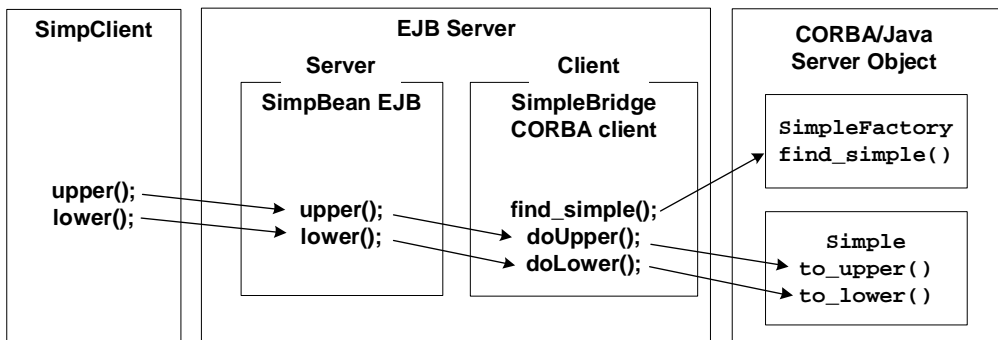 SimpClient
upper();
lower();
EJB Server
Server
SimpBean EJB
upper();
lower();
Client
SimpleBridge
CORBA client
find_simple();
doUpper();
doLower();
CORBA/Java
Server Object
SimpleFactory
find_simple()
Simple
to_upper()
to_lower()